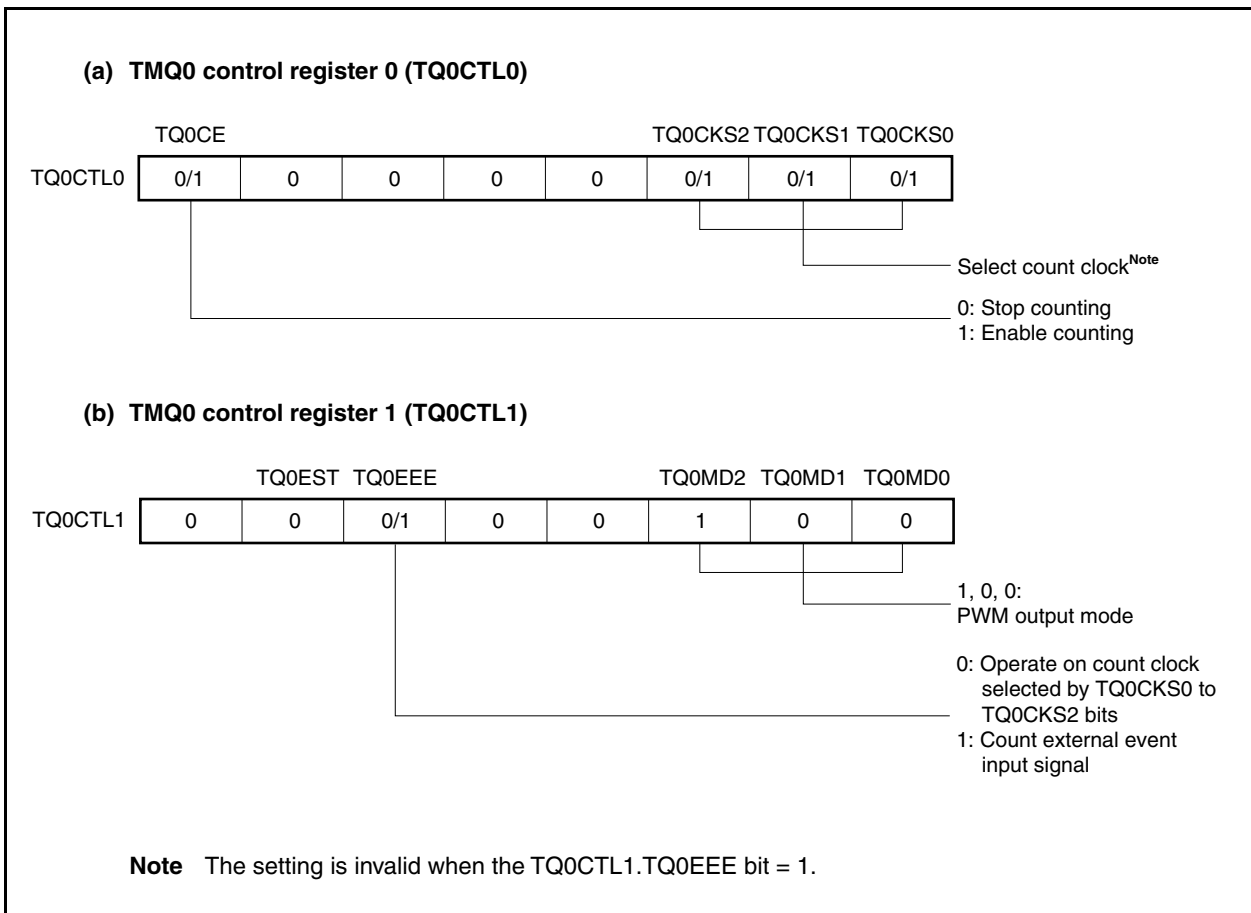 (a) TMQ0 control register 0 (TQ0CTL0)
TQ0CE TQ0CKS2 TQ0CKS1 TQ0CKS0
TQ0CTL0 0/1 0 0 0 0 0/1 0/1 0/1
Select count clockNote
0: Stop counting
1: Enable counting
(b) TMQ0 control register 1 (TQ0CTL1)
TQ0EST TQ0EEE TQ0MD2 TQ0MD1 TQ0MD0
TQ0CTL1 0 0 0/1 0 0 1 0 0
1, 0, 0:
PWM output mode
0: Operate on count clock
selected by TQ0CKS0 to
TQ0CKS2 bits
1: Count external event
input signal
Note The setting is invalid when the TQ0CTL1.TQ0EEE bit = 1.